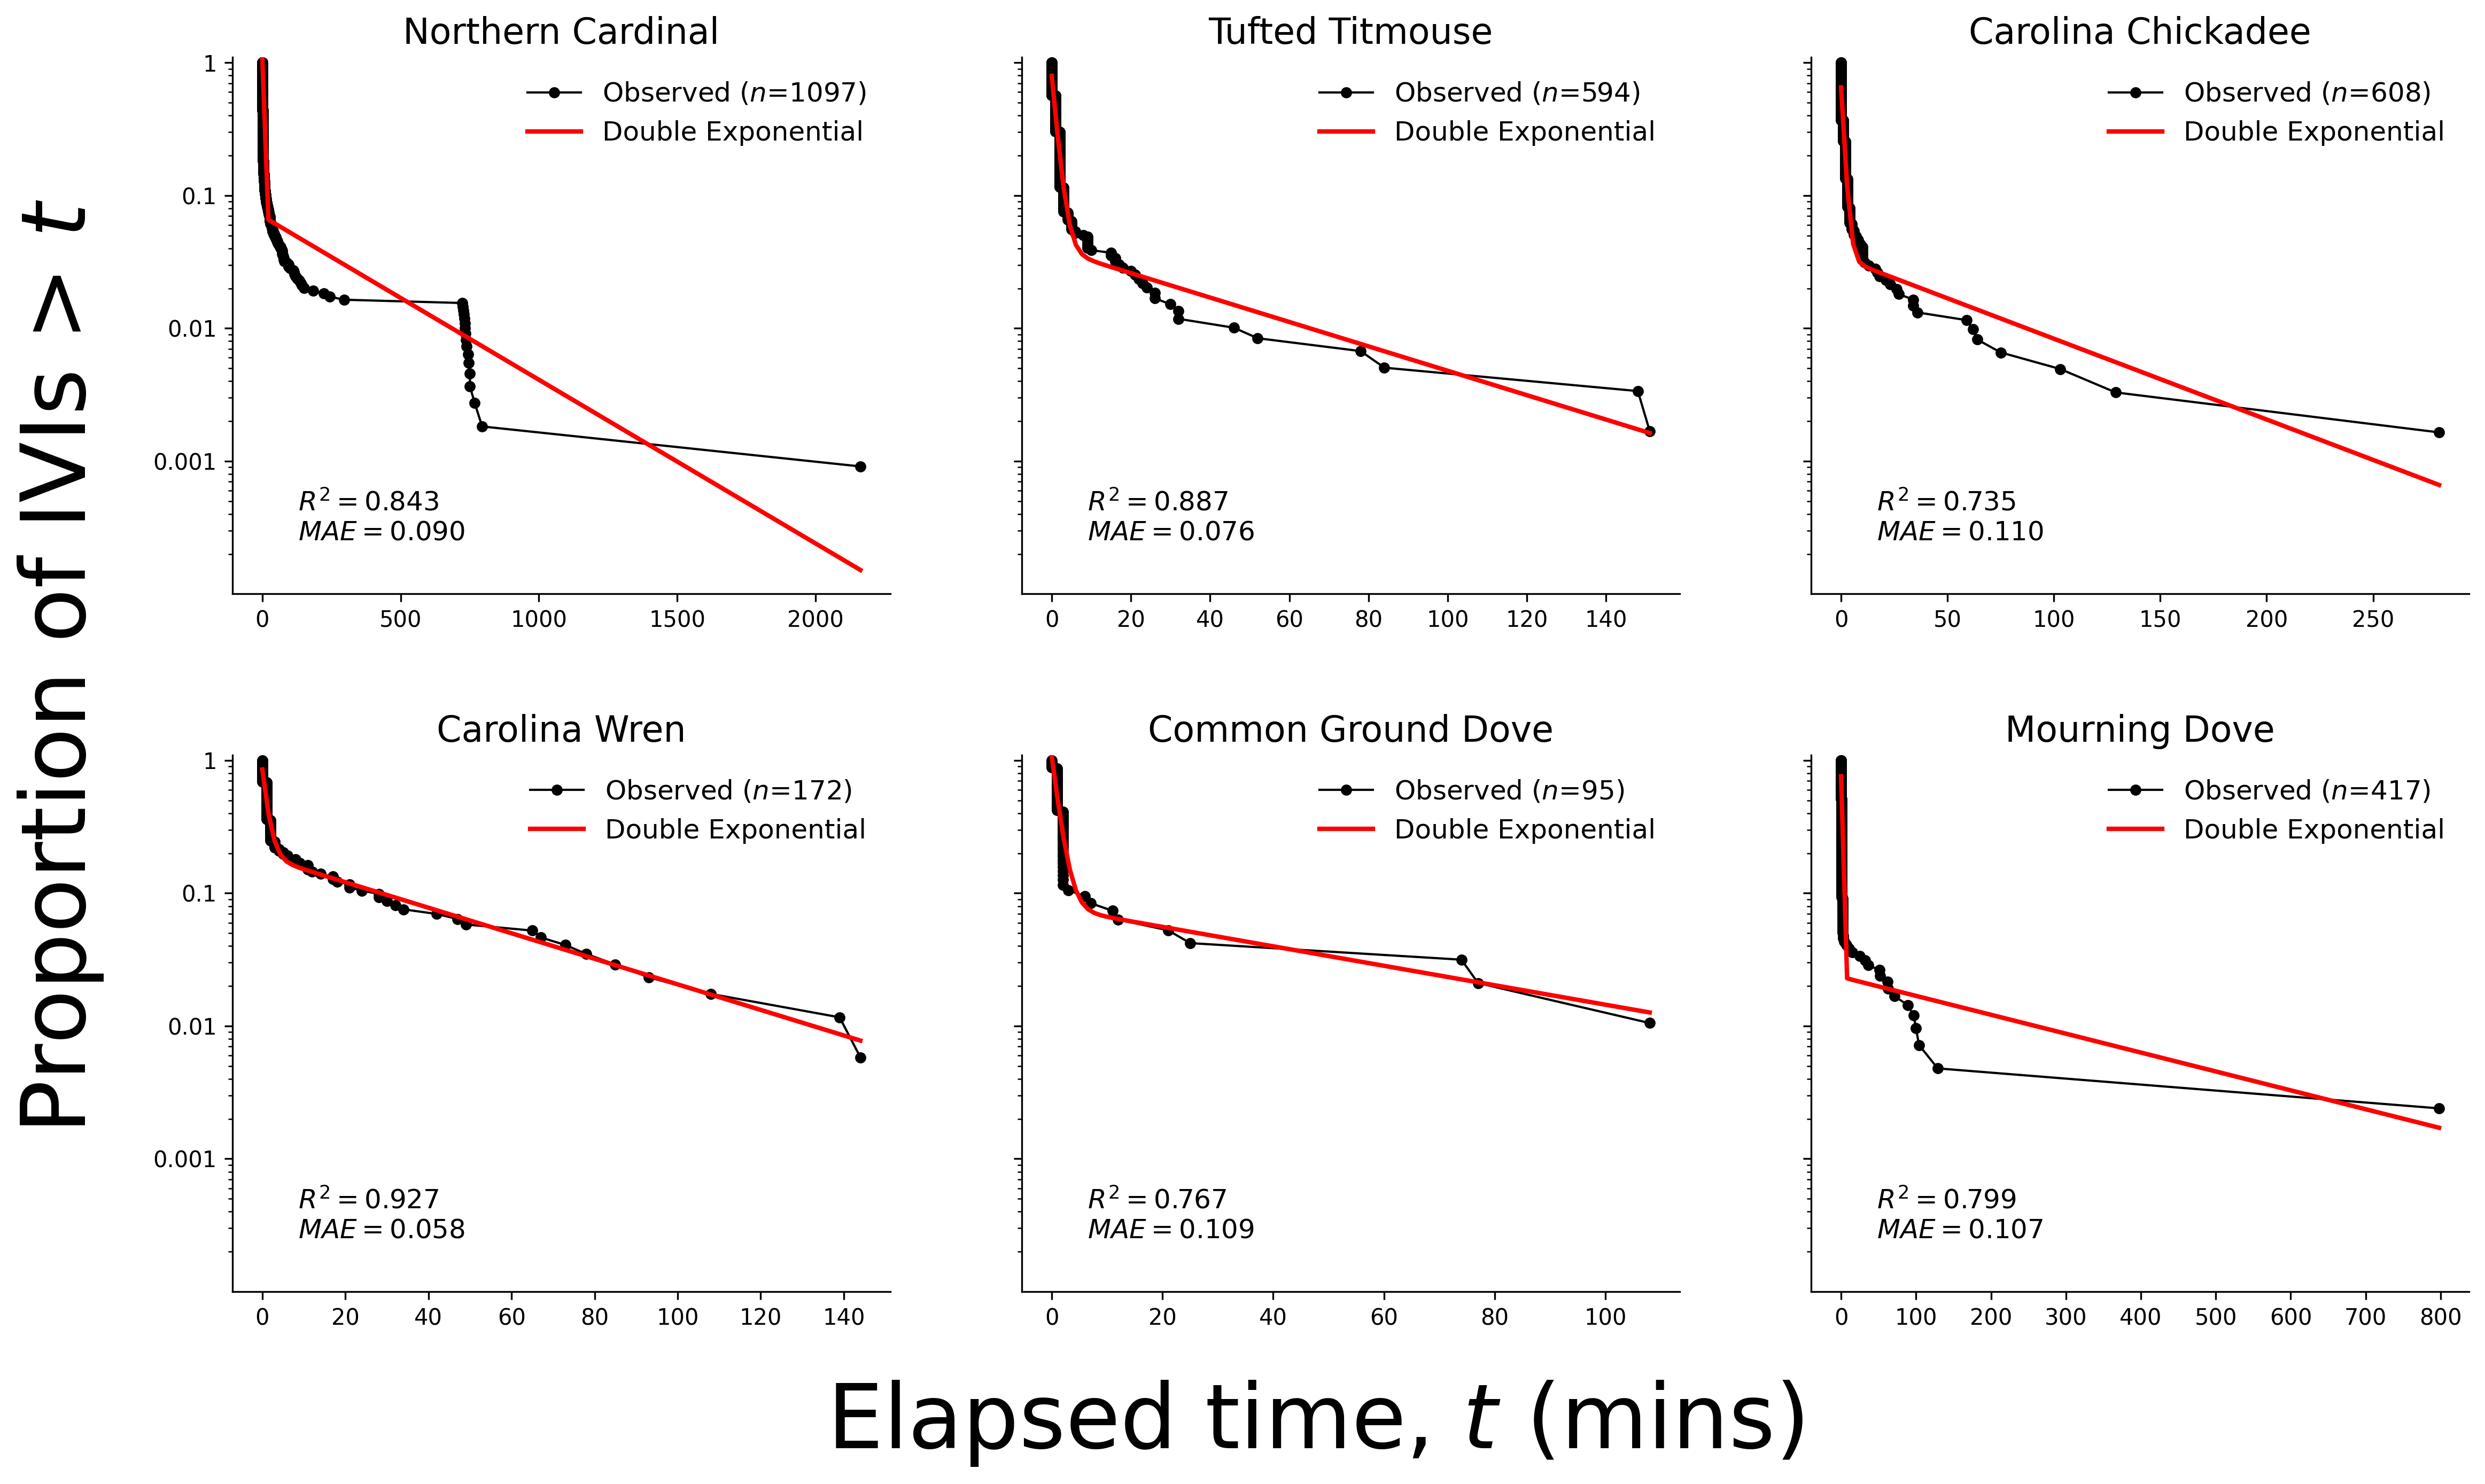 Proportion of IVIs > t
Northern Cardinal
Observed (n=1097)
Double Exponential
1
0.1
0.01
0.001
R² = 0.843
MAE = 0.090
0 500 1000 1500 2000
Tufted Titmouse
Observed (n=594)
Double Exponential
R² = 0.887
MAE = 0.076
0 20 40 60 80 100 120 140
Carolina Chickadee
Observed (n=608)
Double Exponential
R² = 0.735
MAE = 0.110
0 50 100 150 200 250
Carolina Wren
Observed (n=172)
Double Exponential
1
0.1
0.01
0.001
R² = 0.927
MAE = 0.058
0 20 40 60 80 100 120 140
Common Ground Dove
Observed (n=95)
Double Exponential
R² = 0.767
MAE = 0.109
0 20 40 60 80 100
Mourning Dove
Observed (n=417)
Double Exponential
R² = 0.799
MAE = 0.107
0 100 200 300 400 500 600 700 800
Elapsed time, t (mins)